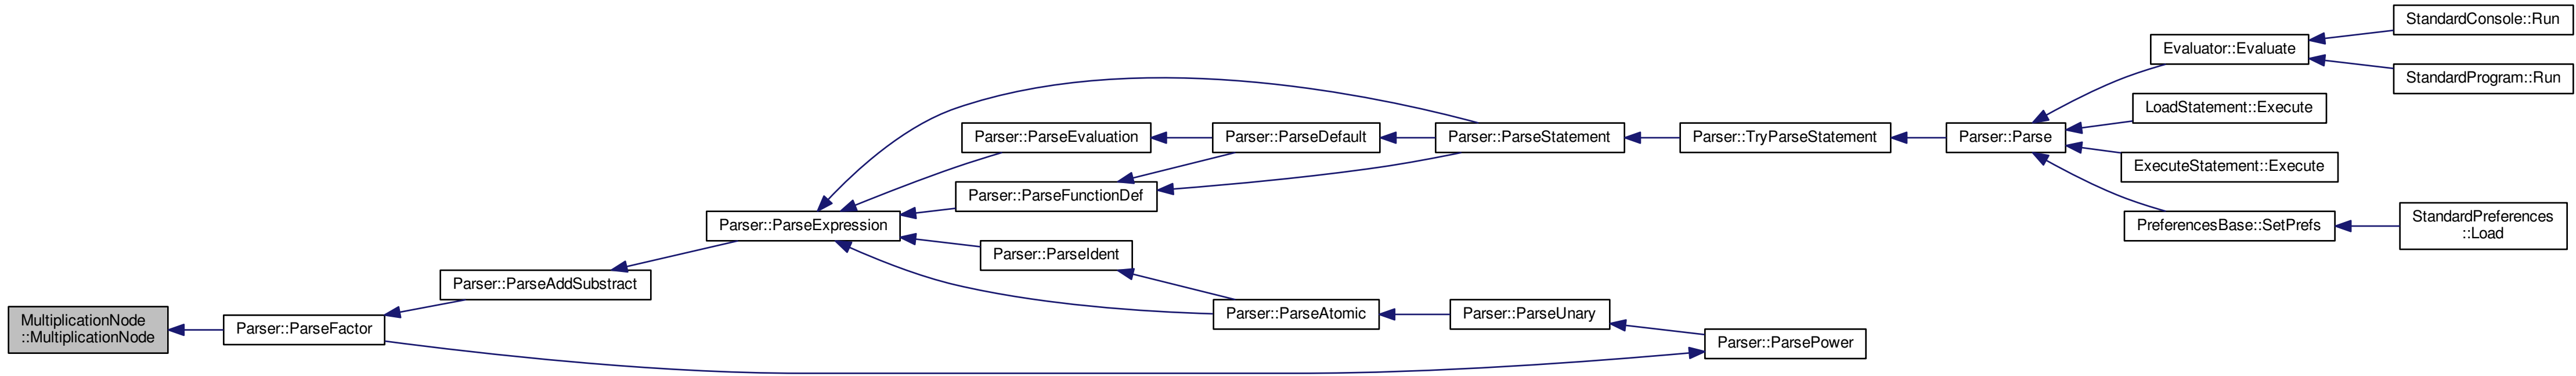 StandardConsole::Run
Evaluator::Evaluate
StandardProgram::Run
LoadStatement::Execute
Parser::ParseEvaluation
Parser::ParseDefault
Parser::ParseStatement
Parser::TryParseStatement
Parser::Parse
ExecuteStatement::Execute
Parser::ParseFunctionDef
Parser::ParseExpression
PreferencesBase::SetPrefs
StandardPreferences
::Load
Parser::ParseIdent
Parser::ParseAddSubstract
MultiplicationNode
::MultiplicationNode
Parser::ParseFactor
Parser::ParseAtomic
Parser::ParseUnary
Parser::ParsePower